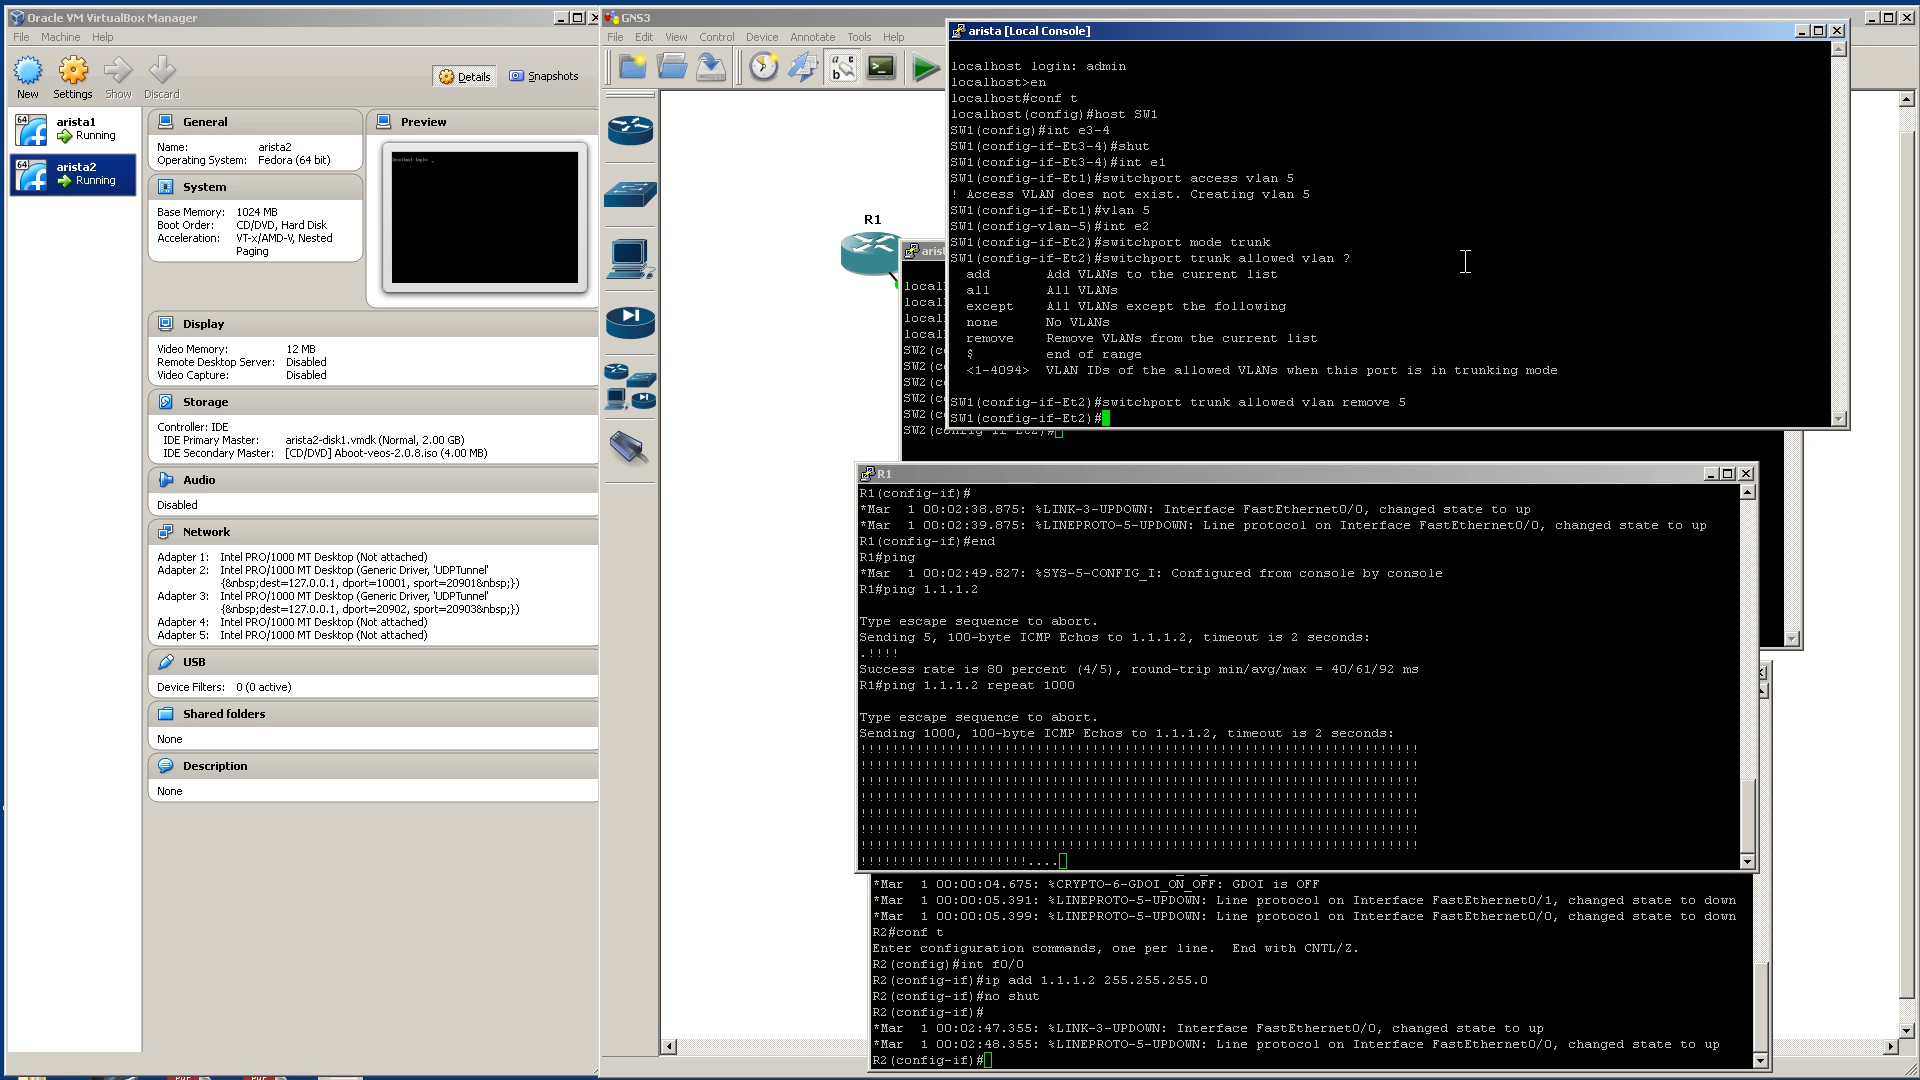 Oracle VM VirtualBox Manager
File Machine Help
New Settings Show Discard
Details Snapshots
64 arista1
Running
64 arista2
Running
General
Name: arista2
Operating System: Fedora (64 bit)
System
Base Memory: 1024 MB
Boot Order: CD/DVD, Hard Disk
Acceleration: VT-x/AMD-V, Nested
Paging
Preview
Display
Video Memory: 12 MB
Remote Desktop Server: Disabled
Video Capture: Disabled
Storage
Controller: IDE
IDE Primary Master: arista2-disk1.vmdk (Normal, 2.00 GB)
IDE Secondary Master: [CD/DVD] Aboot-veos-2.0.8.iso (4.00 MB)
Audio
Disabled
Network
Adapter 1: Intel PRO/1000 MT Desktop (Not attached)
Adapter 2: Intel PRO/1000 MT Desktop (Generic Driver, 'UDPTunnel'
{&nbsp;dest=127.0.0.1, dport=10001, sport=20901&nbsp;})
Adapter 3: Intel PRO/1000 MT Desktop (Generic Driver, 'UDPTunnel'
{&nbsp;dest=127.0.0.1, dport=20902, sport=20903&nbsp;})
Adapter 4: Intel PRO/1000 MT Desktop (Not attached)
Adapter 5: Intel PRO/1000 MT Desktop (Not attached)
USB
Device Filters: 0 (0 active)
Shared folders
None
Description
None
GNS3
File Edit View Control Device Annotate Tools Help
R1
arista [Local Console]
localhost login: admin
localhost>en
localhost#conf t
localhost(config)#host SW1
SW1(config)#int e3-4
SW1(config-if-Et3-4)#shut
SW1(config-if-Et3-4)#int e1
SW1(config-if-Et1)#switchport access vlan 5
! Access VLAN does not exist. Creating vlan 5
SW1(config-if-Et1)#vlan 5
SW1(config-vlan-5)#int e2
SW1(config-if-Et2)#switchport mode trunk
SW1(config-if-Et2)#switchport trunk allowed vlan ?
add Add VLANs to the current list
all All VLANs
except All VLANs except the following
none No VLANs
remove Remove VLANs from the current list
$ end of range
<1-4094> VLAN IDs of the allowed VLANs when this port is in trunking mode
SW1(config-if-Et2)#switchport trunk allowed vlan remove 5
SW1(config-if-Et2)#
arist
local
local
local
local
SW2(c
SW2(c
SW2(c
SW2(c
SW2(c
SW2(config-if-Et2)#
R1
R1(config-if)#
*Mar 1 00:02:38.875: %LINK-3-UPDOWN: Interface FastEthernet0/0, changed state to up
*Mar 1 00:02:39.875: %LINEPROTO-5-UPDOWN: Line protocol on Interface FastEthernet0/0, changed state to up
R1(config-if)#end
R1#ping
*Mar 1 00:02:49.827: %SYS-5-CONFIG_I: Configured from console by console
R1#ping 1.1.1.2
Type escape sequence to abort.
Sending 5, 100-byte ICMP Echos to 1.1.1.2, timeout is 2 seconds:
.!!!!
Success rate is 80 percent (4/5), round-trip min/avg/max = 40/61/92 ms
R1#ping 1.1.1.2 repeat 1000
Type escape sequence to abort.
Sending 1000, 100-byte ICMP Echos to 1.1.1.2, timeout is 2 seconds:
!!!!!!!!!!!!!!!!!!!!!!!!!!!!!!!!!!!!!!!!!!!!!!!!!!!!!!!!!!!!!!!!!!!!!!
!!!!!!!!!!!!!!!!!!!!!!!!!!!!!!!!!!!!!!!!!!!!!!!!!!!!!!!!!!!!!!!!!!!!!!
!!!!!!!!!!!!!!!!!!!!!!!!!!!!!!!!!!!!!!!!!!!!!!!!!!!!!!!!!!!!!!!!!!!!!!
!!!!!!!!!!!!!!!!!!!!!!!!!!!!!!!!!!!!!!!!!!!!!!!!!!!!!!!!!!!!!!!!!!!!!!
!!!!!!!!!!!!!!!!!!!!!!!!!!!!!!!!!!!!!!!!!!!!!!!!!!!!!!!!!!!!!!!!!!!!!!
!!!!!!!!!!!!!!!!!!!!!!!!!!!!!!!!!!!!!!!!!!!!!!!!!!!!!!!!!!!!!!!!!!!!!!
!!!!!!!!!!!!!!!!!!!!!!!!!!!!!!!!!!!!!!!!!!!!!!!!!!!!!!!!!!!!!!!!!!!!!!
!!!!!!!!!!!!!!!!!!!!!....
*Mar 1 00:00:04.675: %CRYPTO-6-GDOI_ON_OFF: GDOI is OFF
*Mar 1 00:00:05.391: %LINEPROTO-5-UPDOWN: Line protocol on Interface FastEthernet0/1, changed state to down
*Mar 1 00:00:05.399: %LINEPROTO-5-UPDOWN: Line protocol on Interface FastEthernet0/0, changed state to down
R2#conf t
Enter configuration commands, one per line. End with CNTL/Z.
R2(config)#int f0/0
R2(config-if)#ip add 1.1.1.2 255.255.255.0
R2(config-if)#no shut
R2(config-if)#
*Mar 1 00:02:47.355: %LINK-3-UPDOWN: Interface FastEthernet0/0, changed state to up
*Mar 1 00:02:48.355: %LINEPROTO-5-UPDOWN: Line protocol on Interface FastEthernet0/0, changed state to up
R2(config-if)#